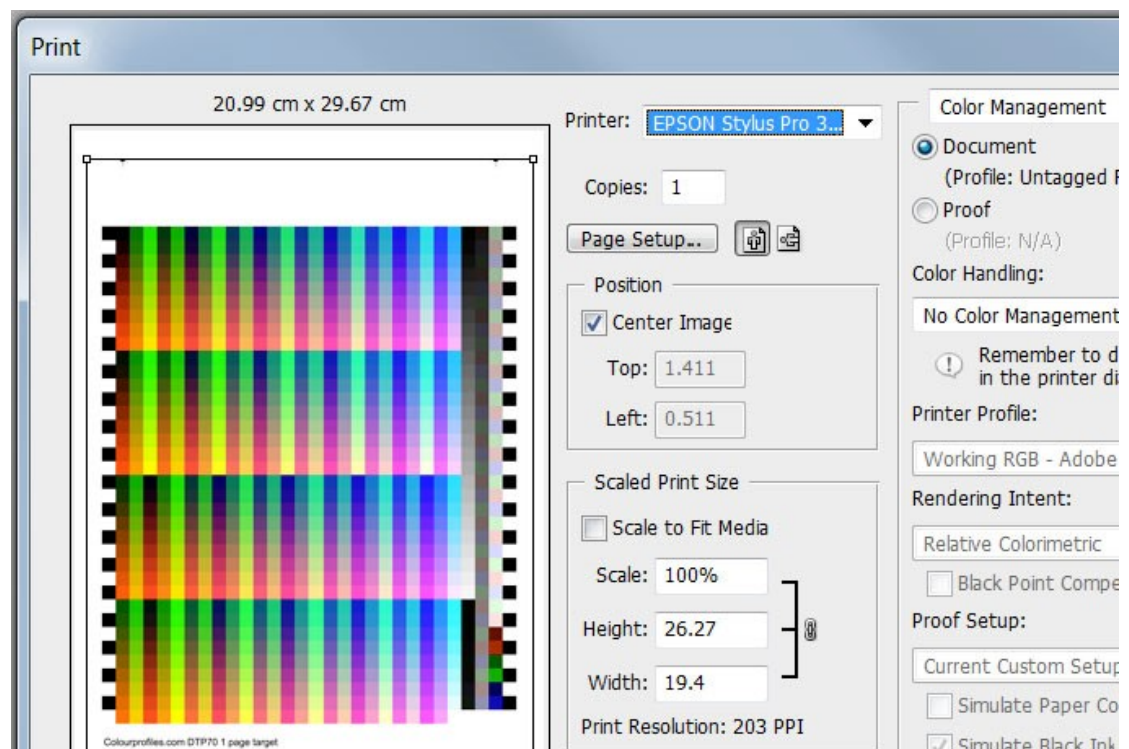 Print
20.99 cm x 29.67 cm
Colourprofiles.com DTP70 1 page target
Printer: EPSON Stylus Pro 3...
Copies: 1
Page Setup...
Position
Center Image
Top: 1.411
Left: 0.511
Scaled Print Size
Scale to Fit Media
Scale: 100%
Height: 26.27
Width: 19.4
Print Resolution: 203 PPI
Color Management
Document
(Profile: Untagged
Proof
(Profile: N/A)
Color Handling:
No Color Management
Remember to d
in the printer di
Printer Profile:
Working RGB - Adobe
Rendering Intent:
Relative Colorimetric
Black Point Compe
Proof Setup:
Current Custom Setup
Simulate Paper Co
Simulate Black Ink